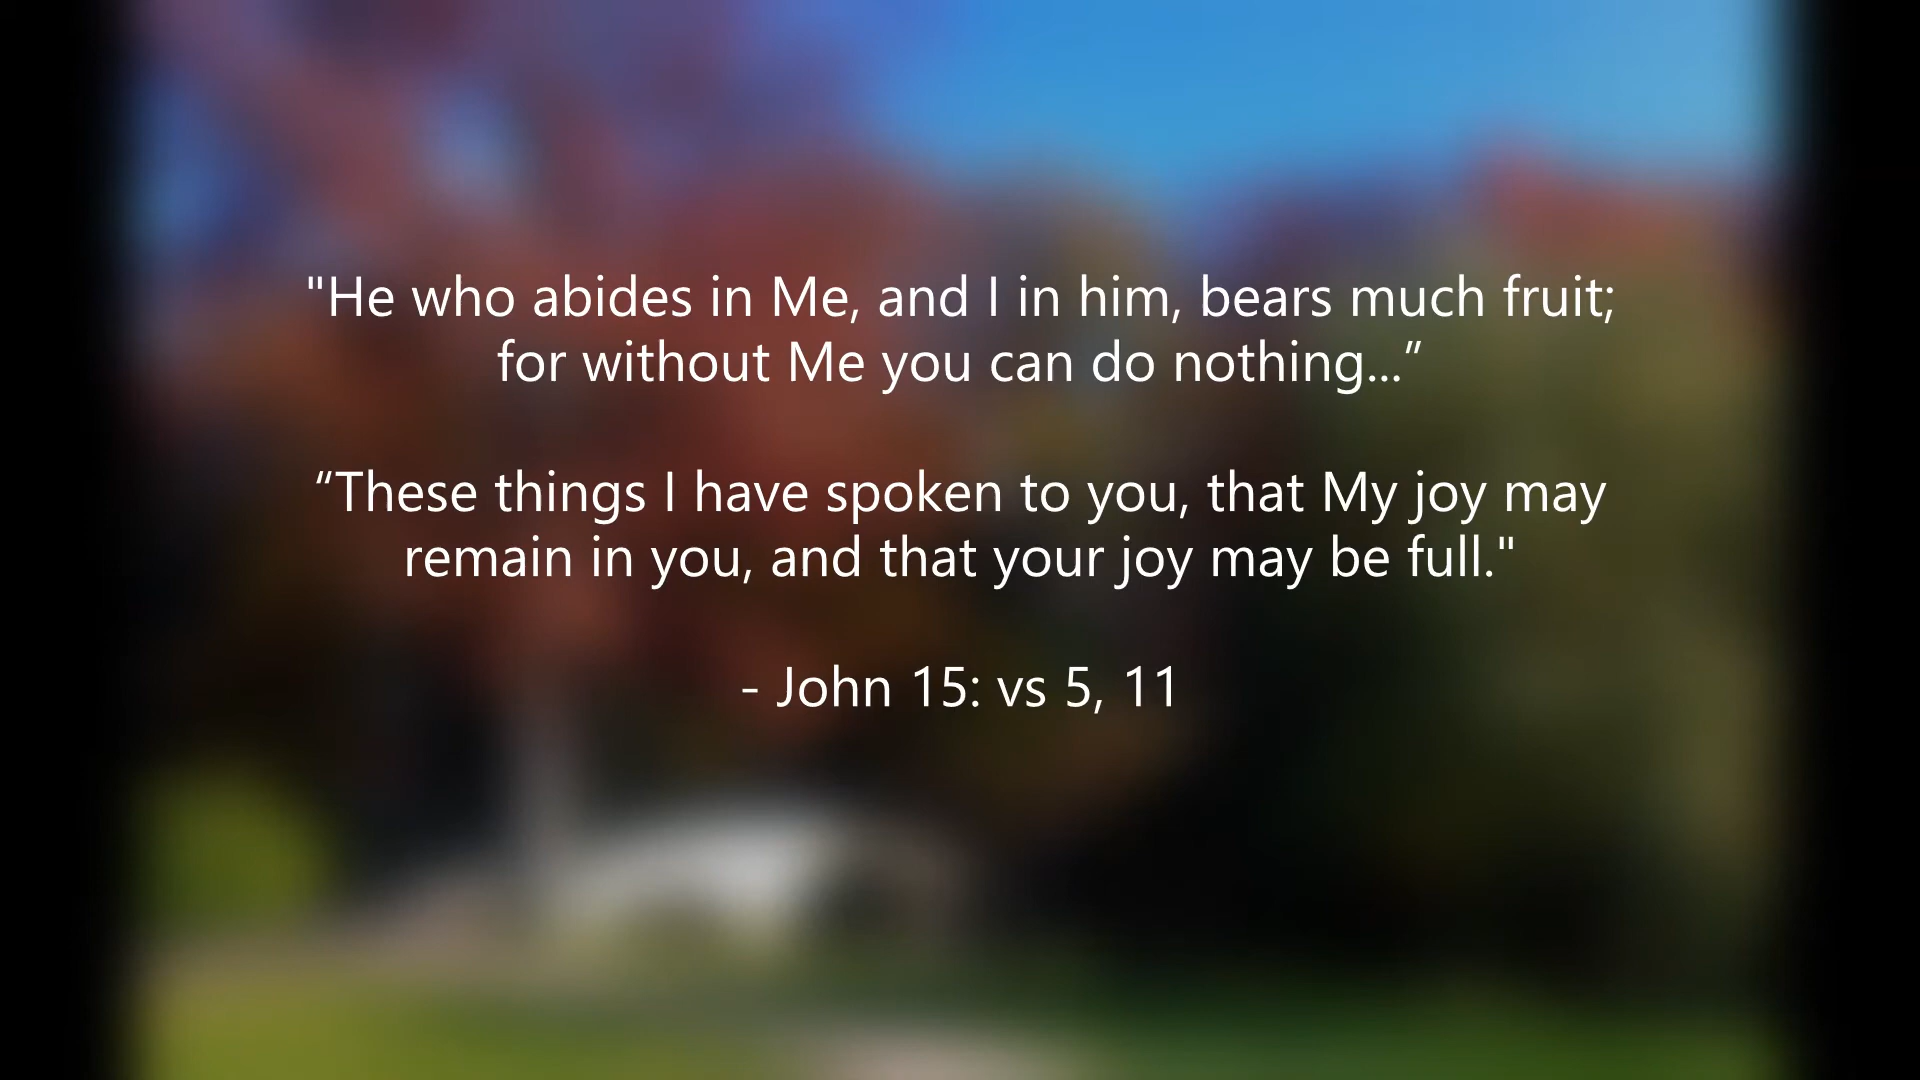 "He who abides in Me, and I in him, bears much fruit;
for without Me you can do nothing...”
“These things I have spoken to you, that My joy may
remain in you, and that your joy may be full."
- John 15: vs 5, 11